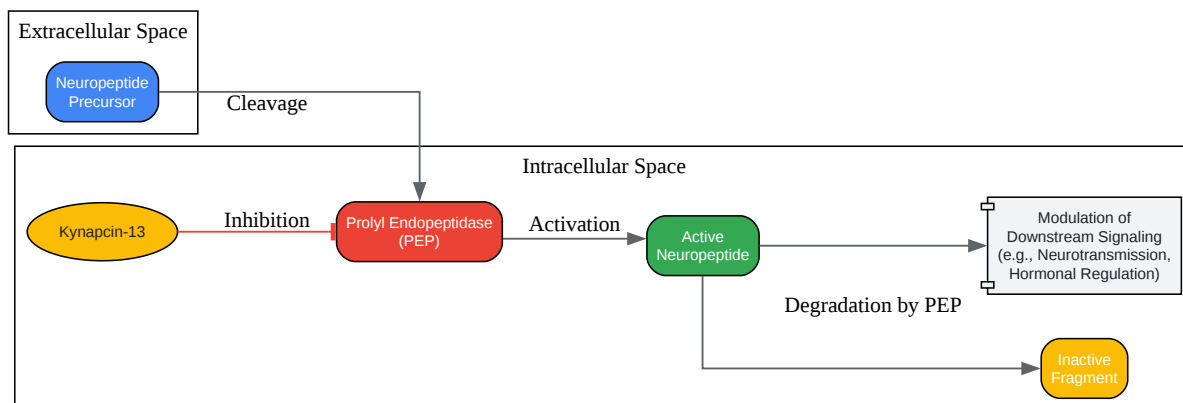 Extracellular Space
Neuropeptide
Precursor
Cleavage
Intracellular Space
Kynapcin-13
Inhibition
Prolyl Endopeptidase
(PEP)
Activation
Active
Neuropeptide
Modulation of
Downstream Signaling
(e.g., Neurotransmission,
Hormonal Regulation)
Degradation by PEP
Inactive
Fragment